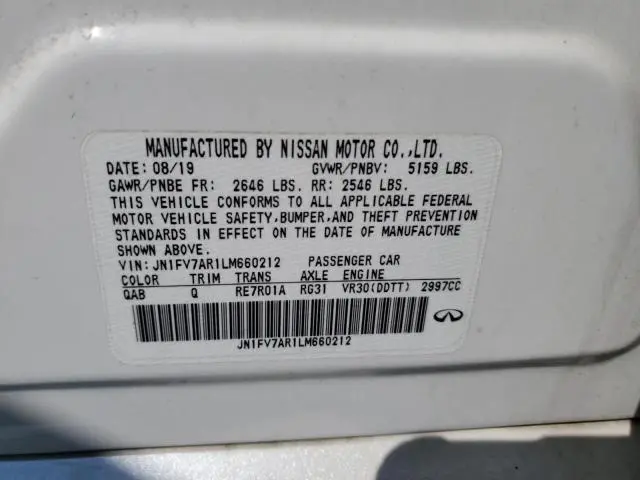 MANUFACTURED BY NISSAN MOTOR CO.,LTD.
DATE: 08/19 GVWR/PNBV: 5159 LBS.
GAWR/PNBE FR: 2646 LBS. RR: 2546 LBS.
THIS VEHICLE CONFORMS TO ALL APPLICABLE FEDERAL
MOTOR VEHICLE SAFETY,BUMPER,AND THEFT PREVENTION
STANDARDS IN EFFECT ON THE DATE OF MANUFACTURE
SHOWN ABOVE.
VIN: JN1FV7AR1LM660212 PASSENGER CAR
COLOR TRIM TRANS AXLE ENGINE
QAB Q RE7R01A RG31 VR30(DDTT) 2997CC
JN1FV7AR1LM660212